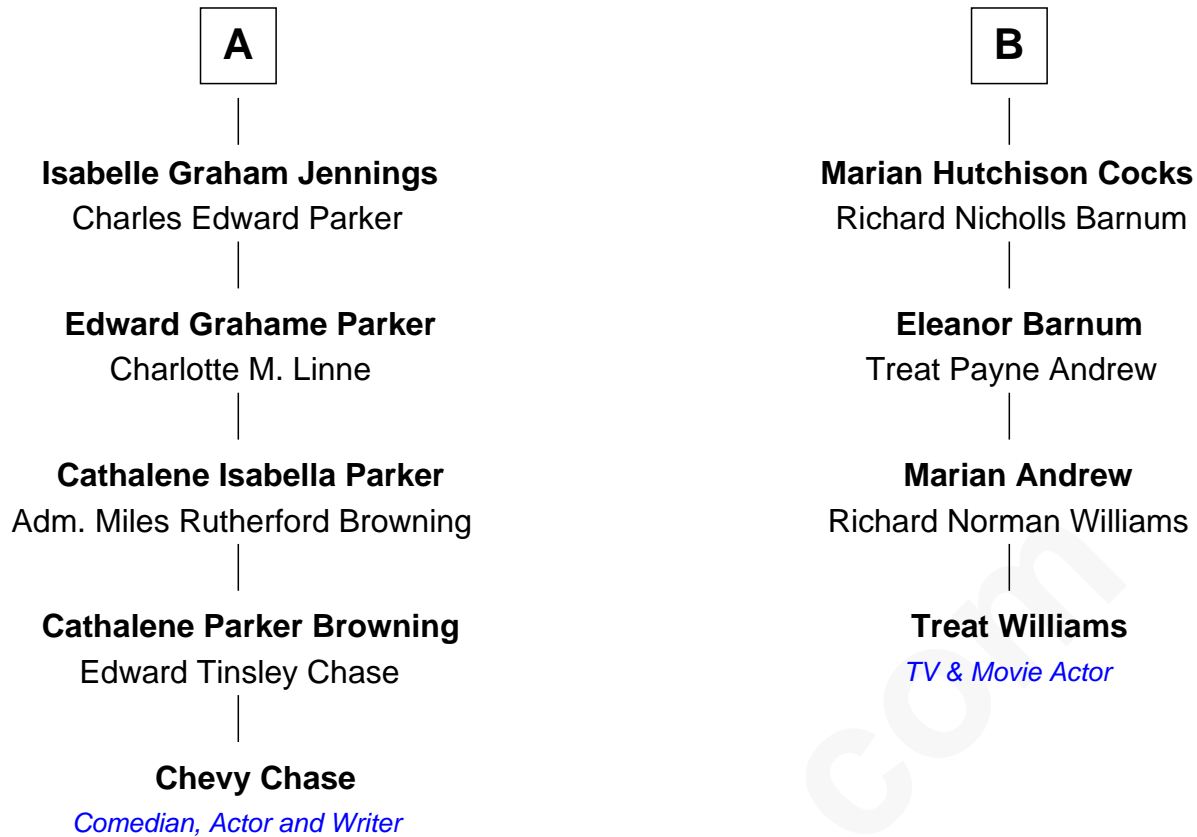 A
Isabelle Graham Jennings
Charles Edward Parker
Edward Grahame Parker
Charlotte M. Linne
Cathalene Isabella Parker
Adm. Miles Rutherford Browning
Cathalene Parker Browning
Edward Tinsley Chase
Chevy Chase
Comedian, Actor and Writer
B
Marian Hutchison Cocks
Richard Nicholls Barnum
Eleanor Barnum
Treat Payne Andrew
Marian Andrew
Richard Norman Williams
Treat Williams
TV & Movie Actor
com